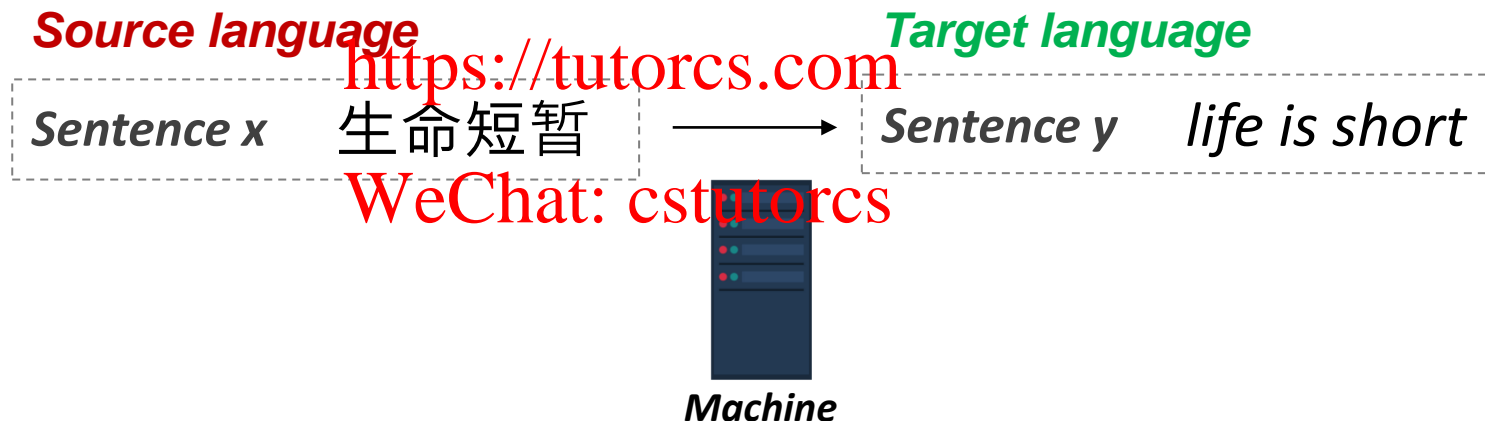 Source language
Target language
https://tutorcs.com
Sentence x 生命短暂
Sentence y life is short
WeChat: cstutorcs
Machine